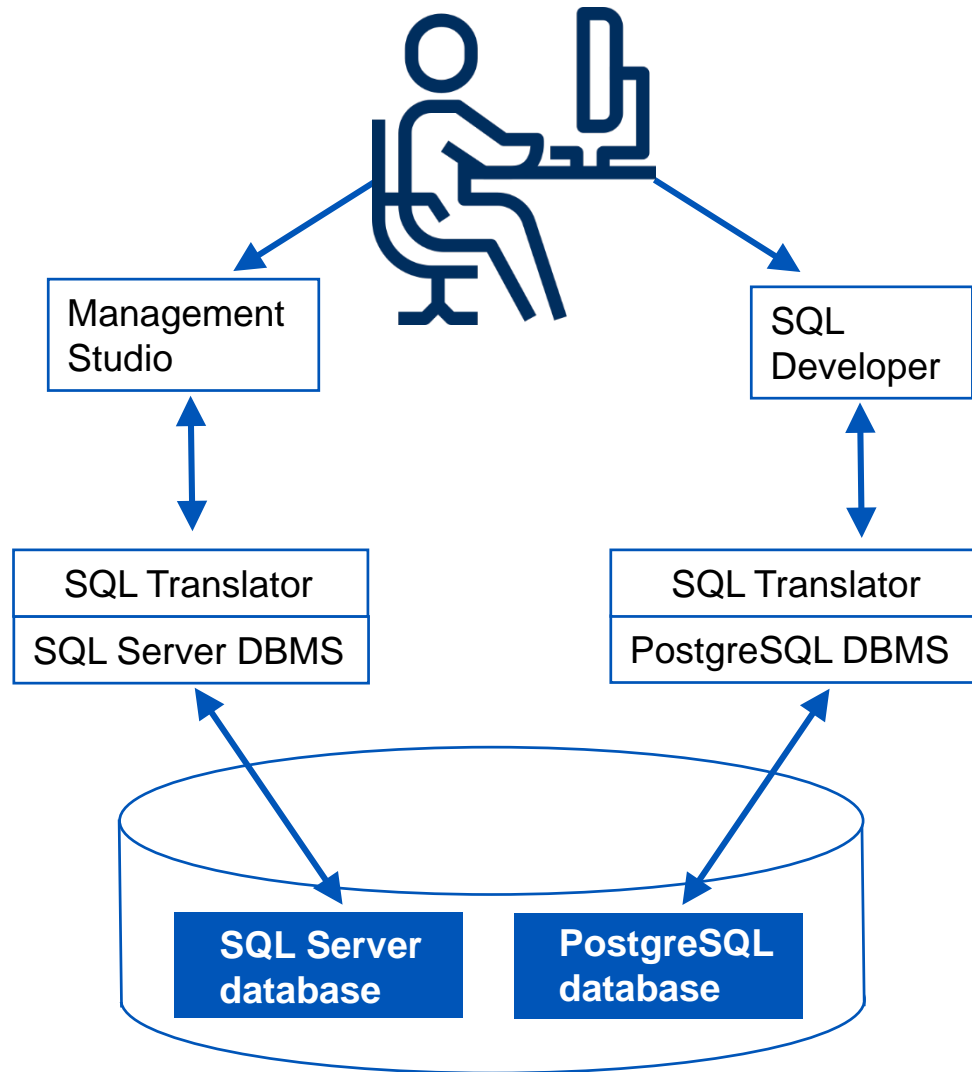 Management
Studio
SQL
Developer
SQL Translator
SQL Server DBMS
SQL Translator
PostgreSQL DBMS
SQL Server
database
PostgreSQL
database